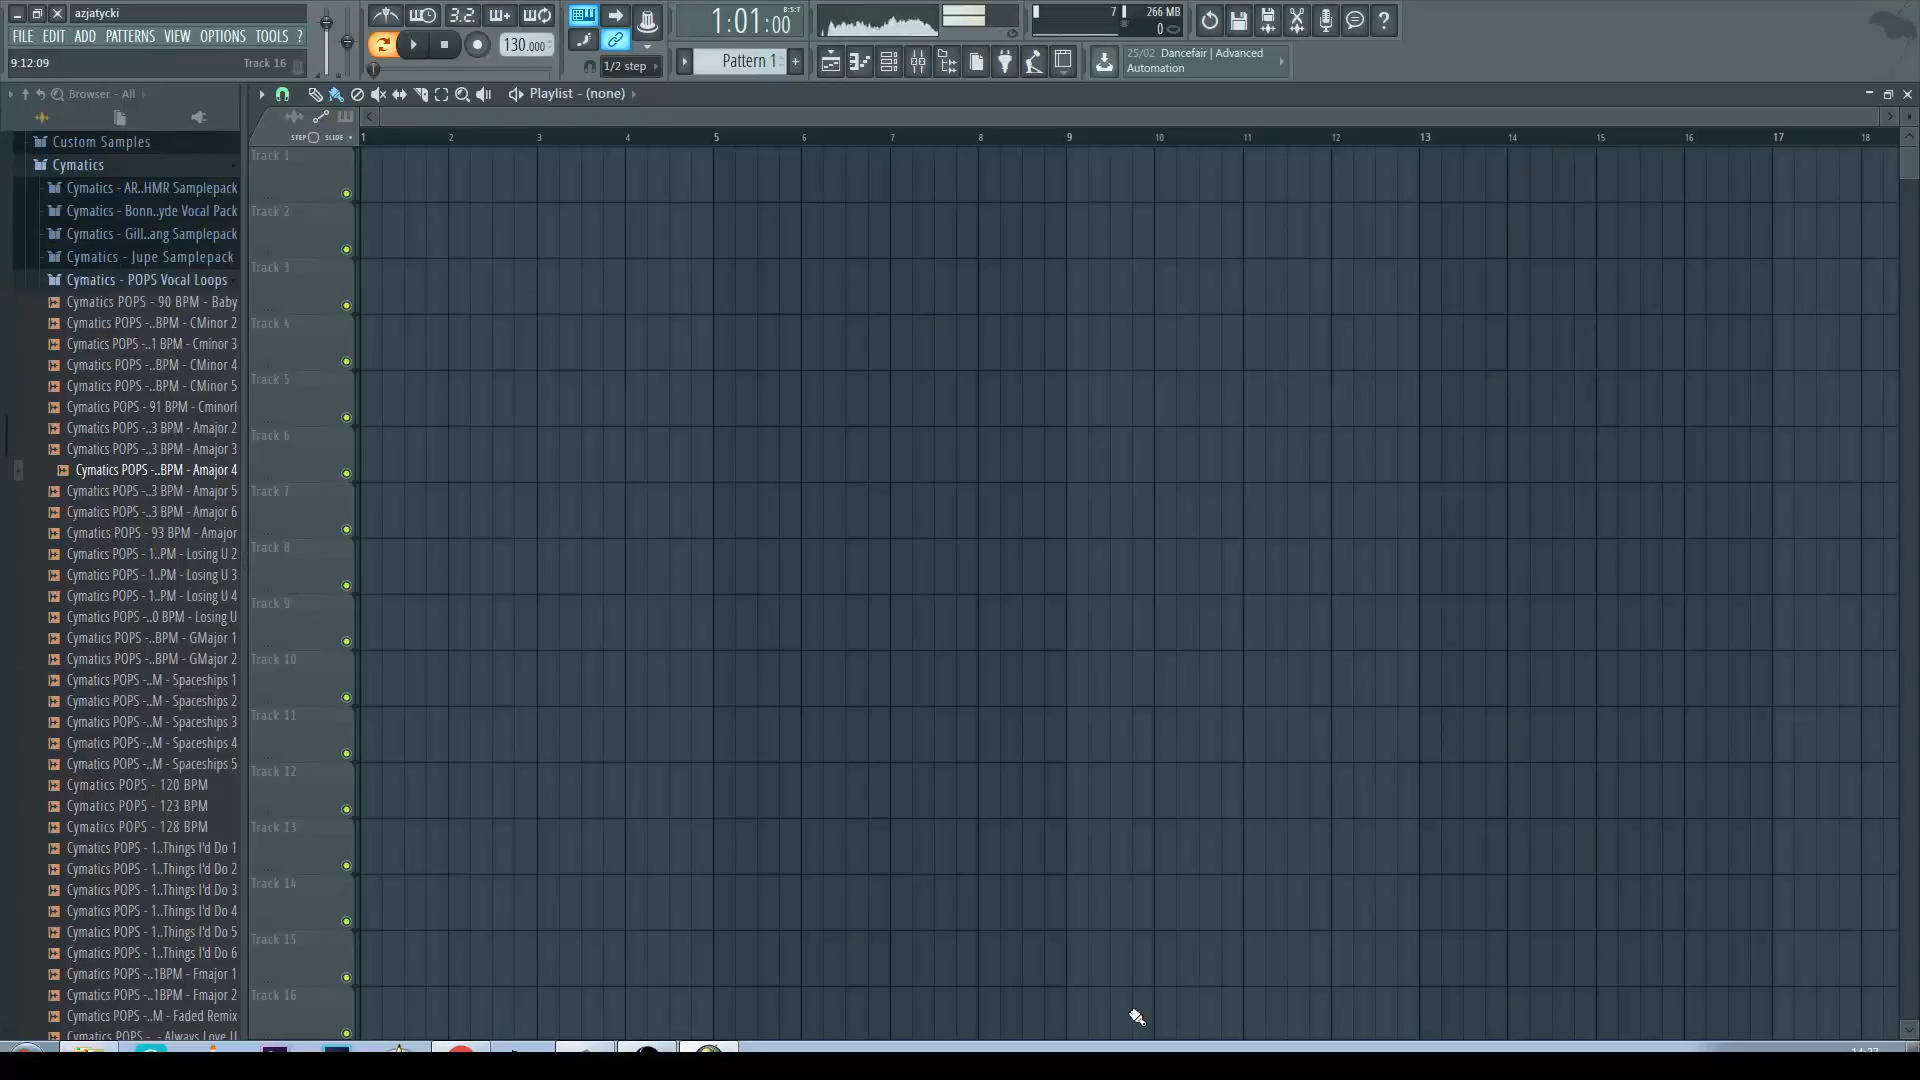 azjatycki
FILE EDIT ADD PATTERNS VIEW OPTIONS TOOLS ?
9:12:09 Track 16
3.2.
130.000
1/2 step
1:01:00
B:S:T
Pattern 1
7
266 MB
0
25/02 Dancefair | Advanced
Automation
Browser - All
Playlist - (none)
STEP SLIDE
1 2 3 4 5 6 7 8 9 10 11 12 13 14 15 16 17 18
Custom Samples
Cymatics
Cymatics - AR..HMR Samplepack
Cymatics - Bonn..yde Vocal Pack
Cymatics - Gill..ang Samplepack
Cymatics - Jupe Samplepack
Cymatics - POPS Vocal Loops
Cymatics POPS - 90 BPM - Baby
Cymatics POPS -..BPM - CMinor 2
Cymatics POPS -..1 BPM - Cminor 3
Cymatics POPS -..BPM - CMinor 4
Cymatics POPS -..BPM - CMinor 5
Cymatics POPS - 91 BPM - Cminorl
Cymatics POPS -..3 BPM - Amajor 2
Cymatics POPS -..3 BPM - Amajor 3
Cymatics POPS -..BPM - Amajor 4
Cymatics POPS -..3 BPM - Amajor 5
Cymatics POPS -..3 BPM - Amajor 6
Cymatics POPS - 93 BPM - Amajor
Cymatics POPS - 1..PM - Losing U 2
Cymatics POPS - 1..PM - Losing U 3
Cymatics POPS - 1..PM - Losing U 4
Cymatics POPS -..0 BPM - Losing U
Cymatics POPS -..BPM - GMajor 1
Cymatics POPS -..BPM - GMajor 2
Cymatics POPS -..M - Spaceships 1
Cymatics POPS -..M - Spaceships 2
Cymatics POPS -..M - Spaceships 3
Cymatics POPS -..M - Spaceships 4
Cymatics POPS -..M - Spaceships 5
Cymatics POPS - 120 BPM
Cymatics POPS - 123 BPM
Cymatics POPS - 128 BPM
Cymatics POPS - 1..Things I'd Do 1
Cymatics POPS - 1..Things I'd Do 2
Cymatics POPS - 1..Things I'd Do 3
Cymatics POPS - 1..Things I'd Do 4
Cymatics POPS - 1..Things I'd Do 5
Cymatics POPS - 1..Things I'd Do 6
Cymatics POPS -..1BPM - Fmajor 1
Cymatics POPS -..1BPM - Fmajor 2
Cymatics POPS -..M - Faded Remix
Cymatics POPS - - Always Love U
Track 1
Track 2
Track 3
Track 4
Track 5
Track 6
Track 7
Track 8
Track 9
Track 10
Track 11
Track 12
Track 13
Track 14
Track 15
Track 16